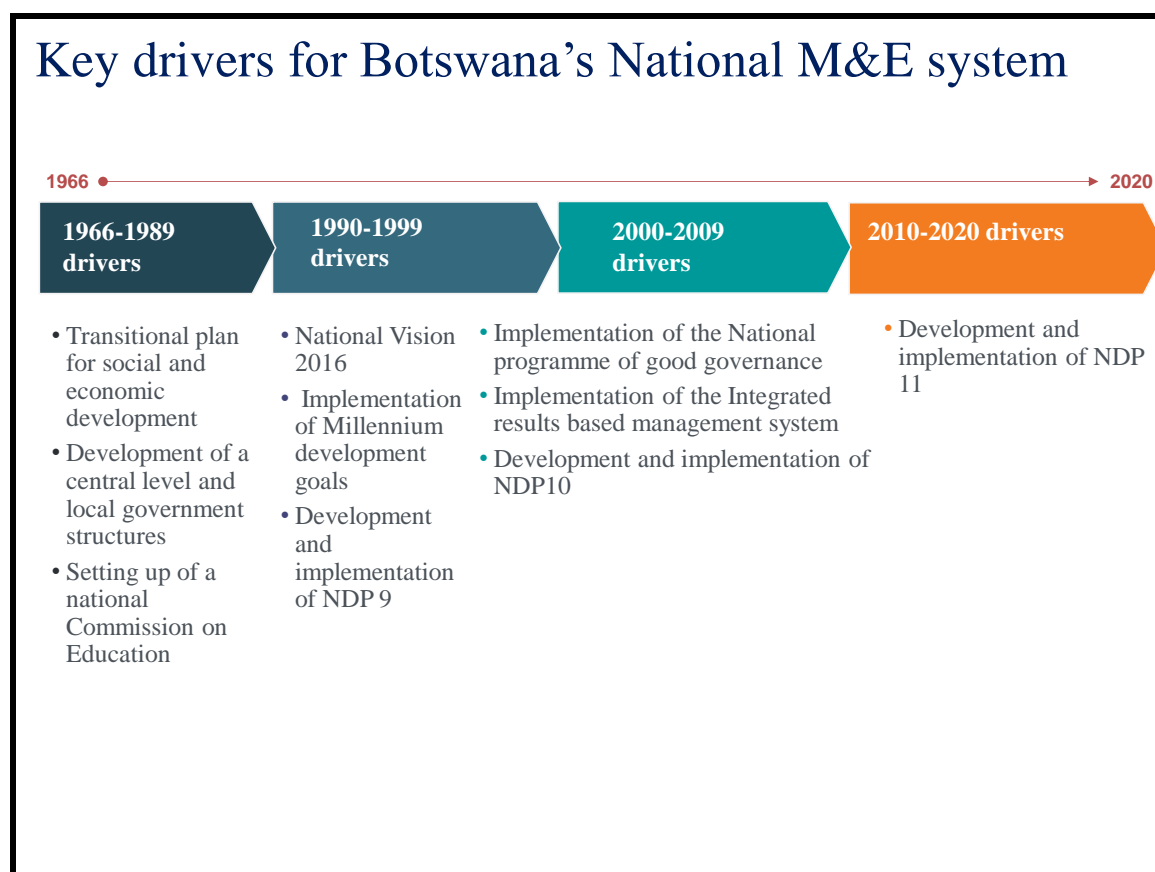 Key drivers for Botswana’s National M&E system
1966
2020
1966-1989
drivers
1990-1999
drivers
2000-2009
drivers
2010-2020 drivers
• Transitional plan
for social and
economic
development
• Development of a
central level and
local government
structures
• Setting up of a
national
Commission on
Education
• National Vision
2016
• Implementation
of Millennium
development
goals
• Development
and
implementation
of NDP 9
• Implementation of the National
programme of good governance
• Implementation of the Integrated
results based management system
• Development and implementation of
NDP10
• Development and
implementation of NDP
11